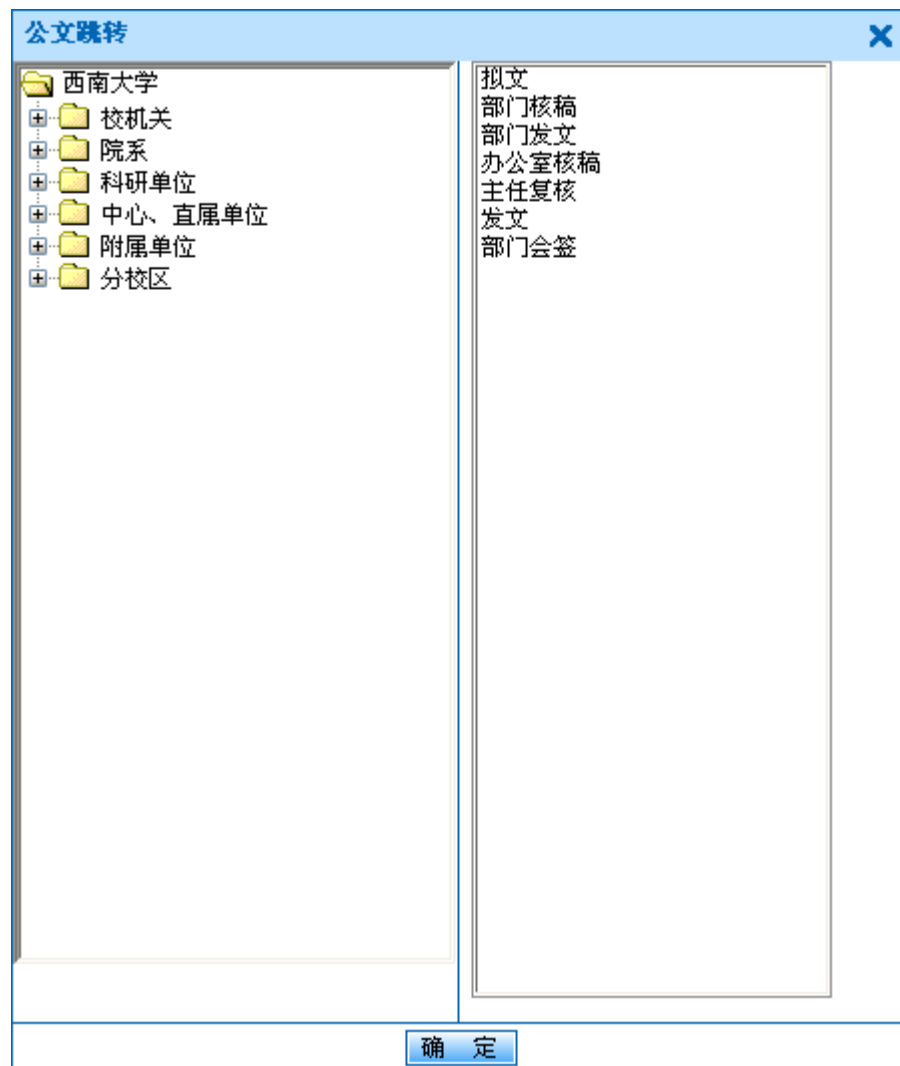 公文跳转
西南大学
校机关
院系
科研单位
中心、直属单位
附属单位
分校区
拟文
部门核稿
部门发文
办公室核稿
主任复核
发文
部门会签
确 定